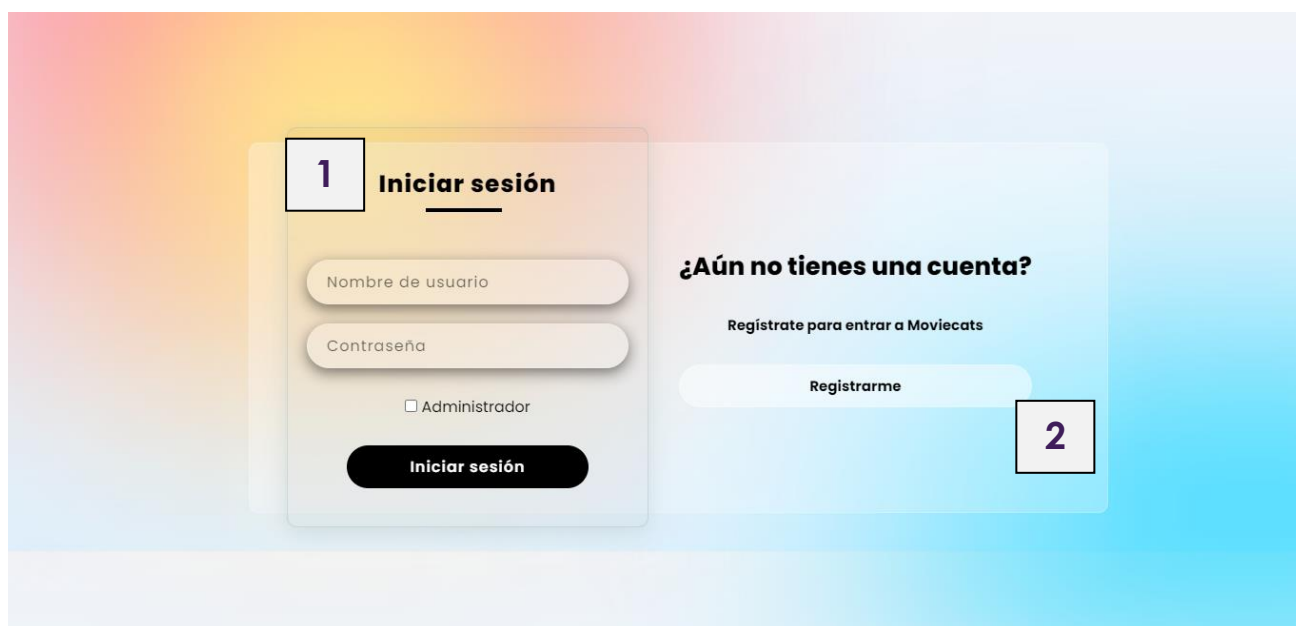 1
Iniciar sesión
Nombre de usuario
Contraseña
Administrador
Iniciar sesión
¿Aún no tienes una cuenta?
Regístrate para entrar a Moviecats
Registrarme
2